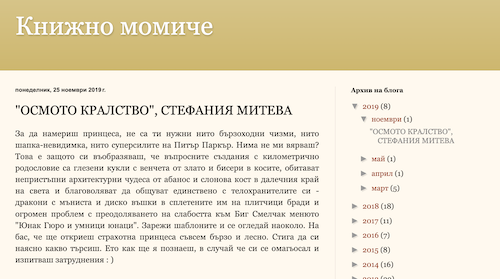 Книжно момиче
понеделник, 25 ноември 2019 г.
"ОСМОТО КРАЛСТВО", СТЕФАНИЯ МИТЕВА
За да намериш принцеса, не са ти нужни нито бързоходни чизми, нито
шапка-невидимка, нито суперсилите на Питър Паркър. Нима не ми вярваш?
Това е защото си въобразяваш, че въпросните създания с километрично
родословие са глезени кукли с венчета от злато и бисери в косите, обитават
непристъпни архитектурни чудеса от абанос и слонова кост в далечния край
на света и благоволяват да общуват единствено с телохранителите си -
дракони с мъниста и диско въшки в сплетените им на плитчици бради и
огромен проблем с преодоляването на слабостта към Биг Смелчак менюто
"Юнак Гюро и умници юнаци". Зарежи шаблоните и се огледай наоколо. На
бас, че ще откриеш страхотна принцеса съвсем бързо и лесно. Стига да си
наясно какво търсиш. Ето как ще я познаеш, в случай че си се оматьосал и
изпитваш затруднения : )
Архив на блога
▼ 2019 (8)
▼ ноември (1)
"ОСМОТО КРАЛСТВО",
СТЕФАНИЯ МИТЕВА
► май (1)
► април (1)
► март (5)
► 2018 (18)
► 2017 (11)
► 2016 (7)
► 2015 (8)
► 2014 (16)